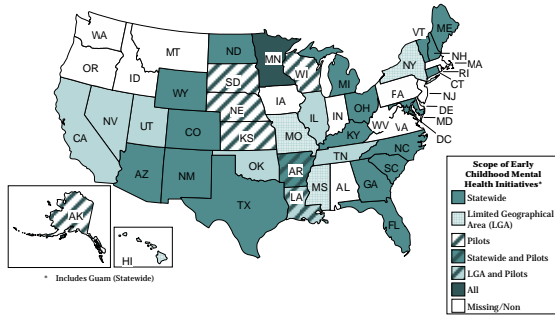 WA
OR
ID
MT
ND
MN
WI
SD
WY
NE
IA
NV
UT
CA
CO
KS
MO
IL
IN
OH
MI
PA
NY
VT
ME
NH
MA
RI
CT
NJ
DE
MD
DC
WV
VA
KY
NC
TN
SC
GA
AL
MS
AR
LA
OK
TX
NM
AZ
FL
AK
HI
* Includes Guam (Statewide)
Scope of Early
Childhood Mental
Health Initiatives*
Statewide
Limited Geographical
Area (LGA)
Pilots
Statewide and Pilots
LGA and Pilots
All
Missing/Non